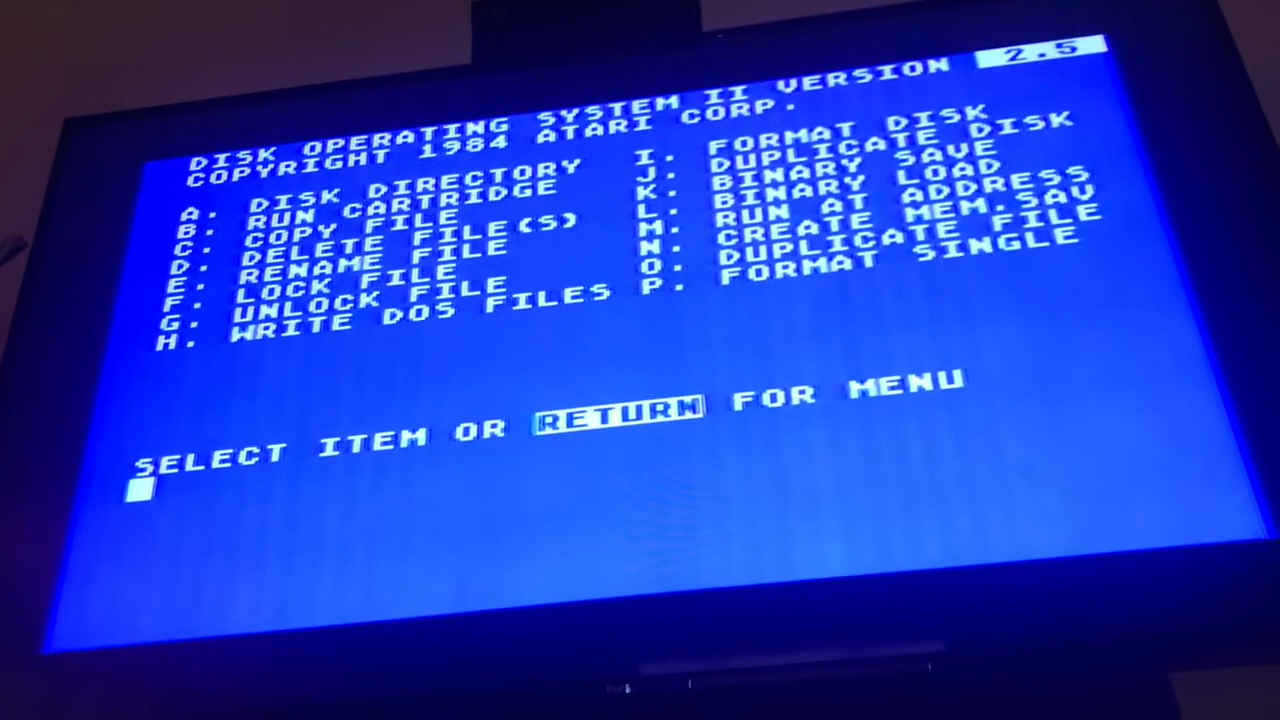 DISK OPERATING SYSTEM II VERSION 2.5
COPYRIGHT 1984 ATARI CORP.
A. DISK DIRECTORY I. FORMAT DISK
B. RUN CARTRIDGE J. DUPLICATE DISK
C. COPY FILE K. BINARY SAVE
D. DELETE FILE(S) L. BINARY LOAD
E. RENAME FILE M. RUN AT ADDRESS
F. LOCK FILE N. CREATE MEM.SAV
G. UNLOCK FILE O. DUPLICATE FILE
H. WRITE DOS FILES P. FORMAT SINGLE
SELECT ITEM OR RETURN FOR MENU